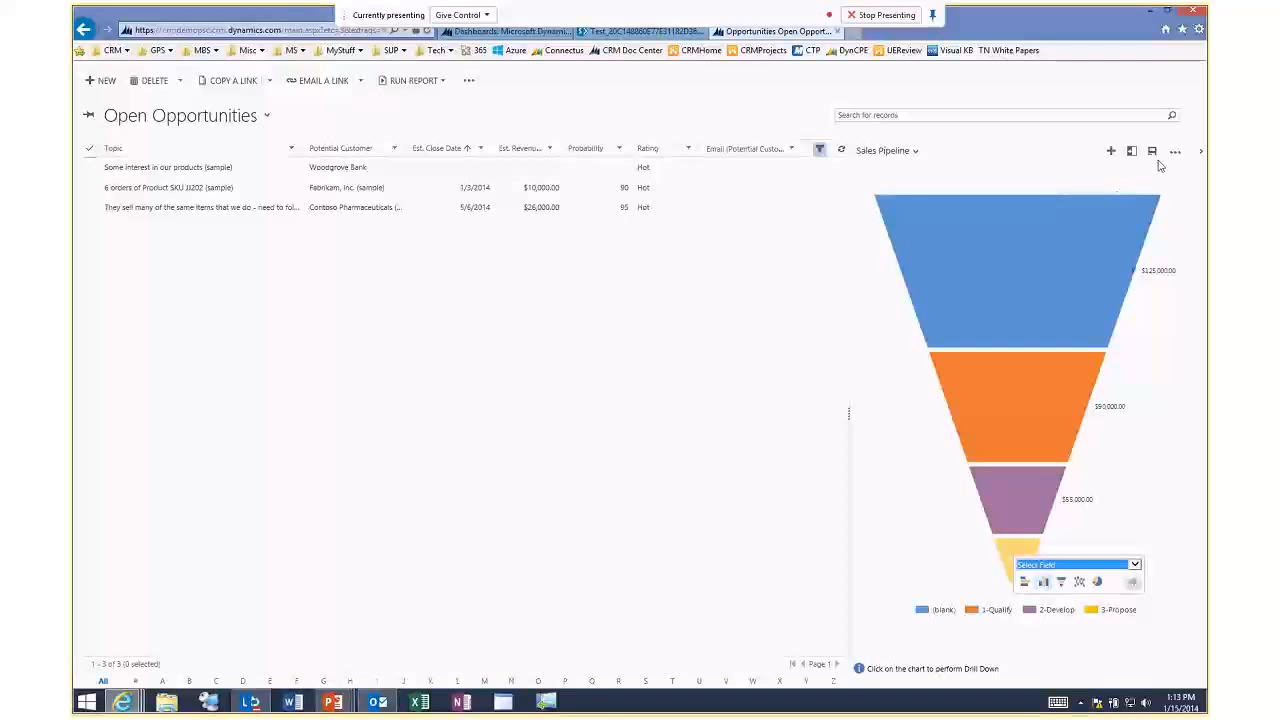 Currently presenting Give Control Stop Presenting
Dashboards: Microsoft Dynami... Opportunities Open Opport...
CRM GPS MBS Misc MS MyStuff SUP Tech 365 Azure Connectus CRM Doc Center CRMHome CRMProjects CTP DynCPE UEReview Visual KB TN White Papers
NEW DELETE COPY A LINK EMAIL A LINK RUN REPORT
Open Opportunities
Search for records
Topic Potential Customer Est. Close Date Est. Revenu... Probability Rating Email (Potential Custo... Sales Pipeline
Some interest in our products (sample) Woodgrove Bank Hot
6 orders of Product SKU JJ202 (sample) Fabrikam, Inc. (sample) 1/3/2014 $10,000.00 90 Hot
They sell many of the same items that we do - need to fol... Contoso Pharmaceuticals (... 5/6/2014 $26,000.00 95 Hot
$125,000.00
$90,000.00
$55,000.00
Select Field
(blank) 1-Qualify 2-Develop 3-Propose
1 - 3 of 3 (0 selected) Page 1
Click on the chart to perform Drill Down
All # A B C D E F G H I J K L M N O P Q R S T U V W X Y Z
1:13 PM
1/15/2014